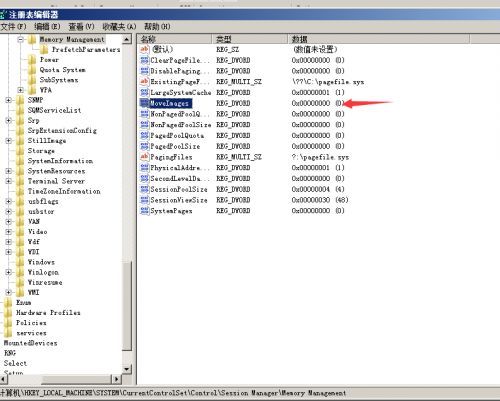 注册表编辑器
文件(F) 编辑(E) 查看(V) 收藏夹(A) 帮助(H)
Memory Management
PrefetchParameters
Power
Quota System
SubSystems
WPA
SNMP
SQMServiceList
Srp
SrpExtensionConfig
StillImage
Storage
SystemInformation
SystemResources
Terminal Server
TimeZoneInformation
usbflags
usbstor
VAN
Video
Wdf
WDI
Windows
Winlogon
Winresume
WMI
Enum
Hardware Profiles
Policies
services
MountedDevices
RNG
Select
Setup
名称 类型 数据
(默认) REG_SZ (数值未设置)
ClearPageFile... REG_DWORD 0x00000000 (0)
DisablePaging... REG_DWORD 0x00000000 (0)
ExistingPageF... REG_MULTI_SZ \??\C:\pagefile.sys
LargeSystemCache REG_DWORD 0x00000001 (1)
MoveImages REG_DWORD 0x00000000 (0)
NonPagedPoolQ... REG_DWORD 0x00000000 (0)
NonPagedPoolSize REG_DWORD 0x00000000 (0)
PagedPoolQuota REG_DWORD 0x00000000 (0)
PagedPoolSize REG_DWORD 0x00000000 (0)
PagingFiles REG_MULTI_SZ ?:\pagefile.sys
PhysicalAddre... REG_DWORD 0x00000001 (1)
SecondLevelDa... REG_DWORD 0x00000000 (0)
SessionPoolSize REG_DWORD 0x00000004 (4)
SessionViewSize REG_DWORD 0x00000030 (48)
SystemPages REG_DWORD 0x00000000 (0)
计算机\HKEY_LOCAL_MACHINE\SYSTEM\CurrentControlSet\Control\Session Manager\Memory Management